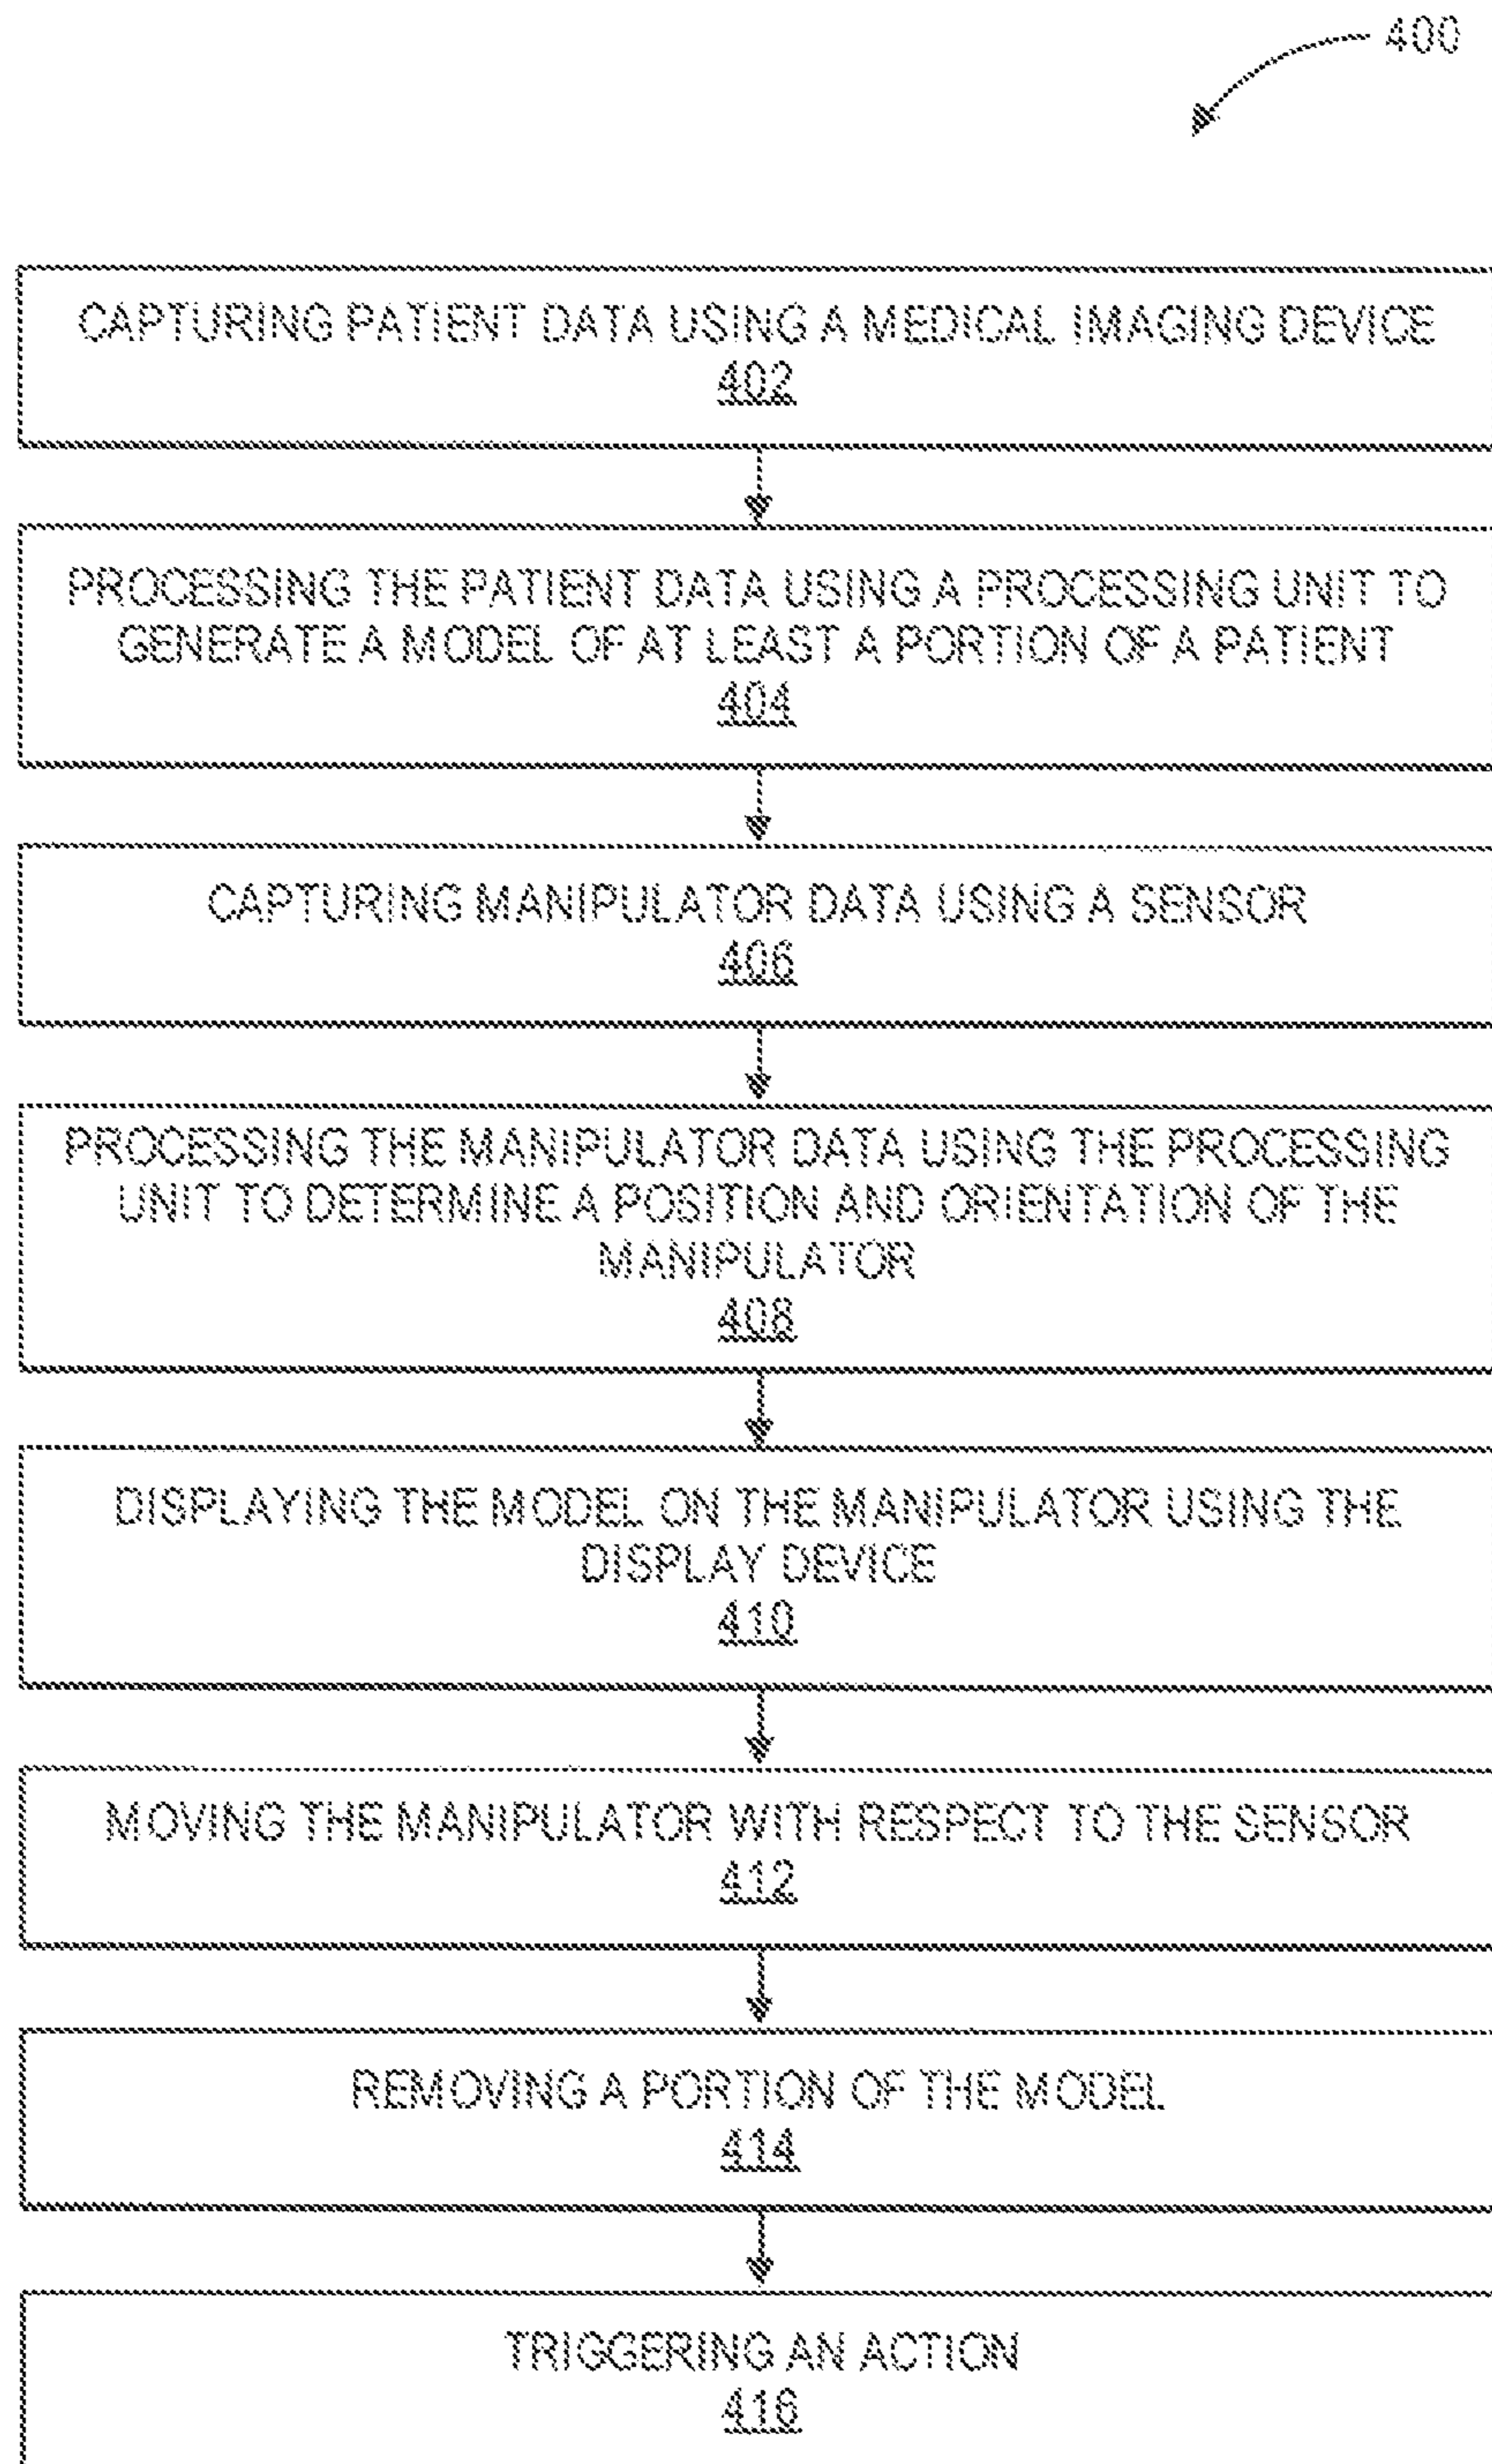 400
CAPTURING PATIENT DATA USING A MEDICAL IMAGING DEVICE
402
PROCESSING THE PATIENT DATA USING A PROCESSING UNIT TO
GENERATE A MODEL OF AT LEAST A PORTION OF A PATIENT
404
CAPTURING MANIPULATOR DATA USING A SENSOR
406
PROCESSING THE MANIPULATOR DATA USING THE PROCESSING
UNIT TO DETERMINE A POSITION AND ORIENTATION OF THE
MANIPULATOR
408
DISPLAYING THE MODEL ON THE MANIPULATOR USING THE
DISPLAY DEVICE
410
MOVING THE MANIPULATOR WITH RESPECT TO THE SENSOR
412
REMOVING A PORTION OF THE MODEL
414
TRIGGERING AN ACTION
416